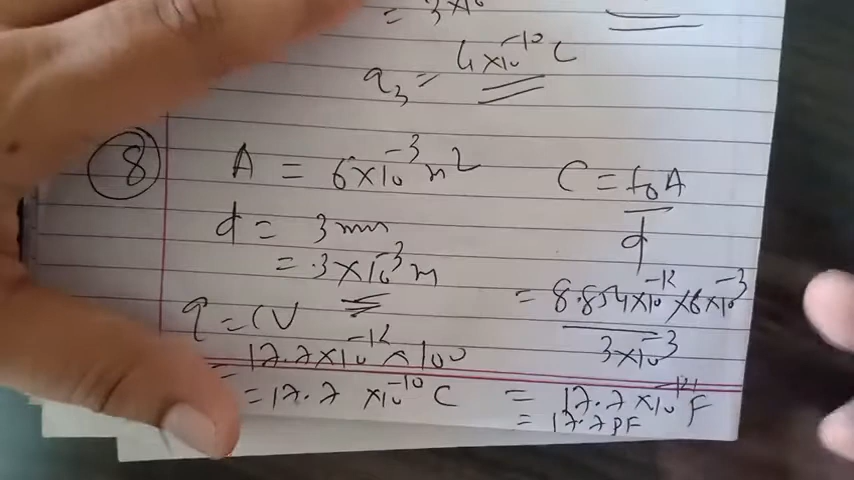 = 3×10
q3 = 4×10^-10 C
8
A = 6×10^-3 m2
d = 3mm
= 3×10^-3 m
q = CV
= 17.7×10^-12 × 100
= 17.7 ×10^-10 C
C = ε0A / d
= 8.854×10^-12 ×6×10^-3 / 3×10^-3
= 17.7×10^-12 F
= 17.7 PF